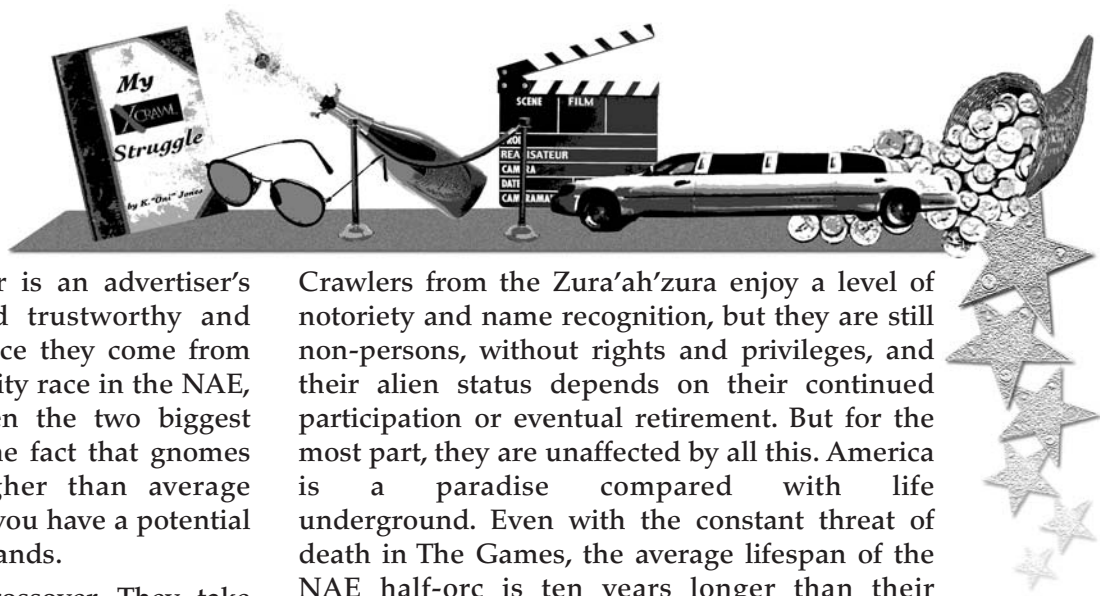 My
XCRAWL
Struggle
by K. "Oni" Jones
SCENE FILM
PROD
REALISATEUR
CAMERA
DATE
CAMERAMAN
r is an advertiser's
d trustworthy and
ce they come from
ity race in the NAE,
en the two biggest
he fact that gnomes
gher than average
you have a potential
ands.
rossover. They take
Crawlers from the Zura'ah'zura enjoy a level of
notoriety and name recognition, but they are still
non-persons, without rights and privileges, and
their alien status depends on their continued
participation or eventual retirement. But for the
most part, they are unaffected by all this. America
is a paradise compared with life
underground. Even with the constant threat of
death in The Games, the average lifespan of the
NAE half-orc is ten years longer than their